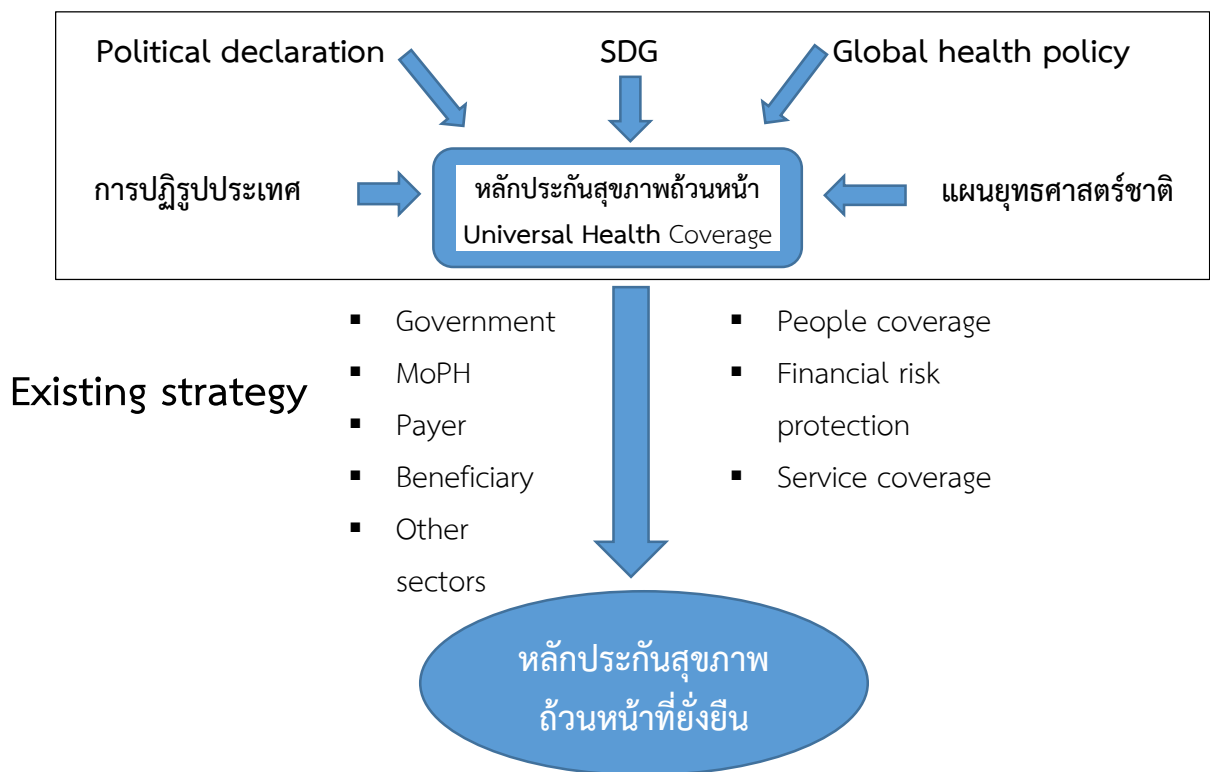 Political declaration
SDG
Global health policy
การปฏิรูปประเทศ
หลักประกันสุขภาพถ้วนหน้า
Universal Health Coverage
แผนยุทธศาสตร์ชาติ
Existing strategy
▪ Government
▪ MoPH
▪ Payer
▪ Beneficiary
▪ Other
sectors
▪ People coverage
▪ Financial risk
protection
▪ Service coverage
หลักประกันสุขภาพ
ถ้วนหน้าที่ยั่งยืน